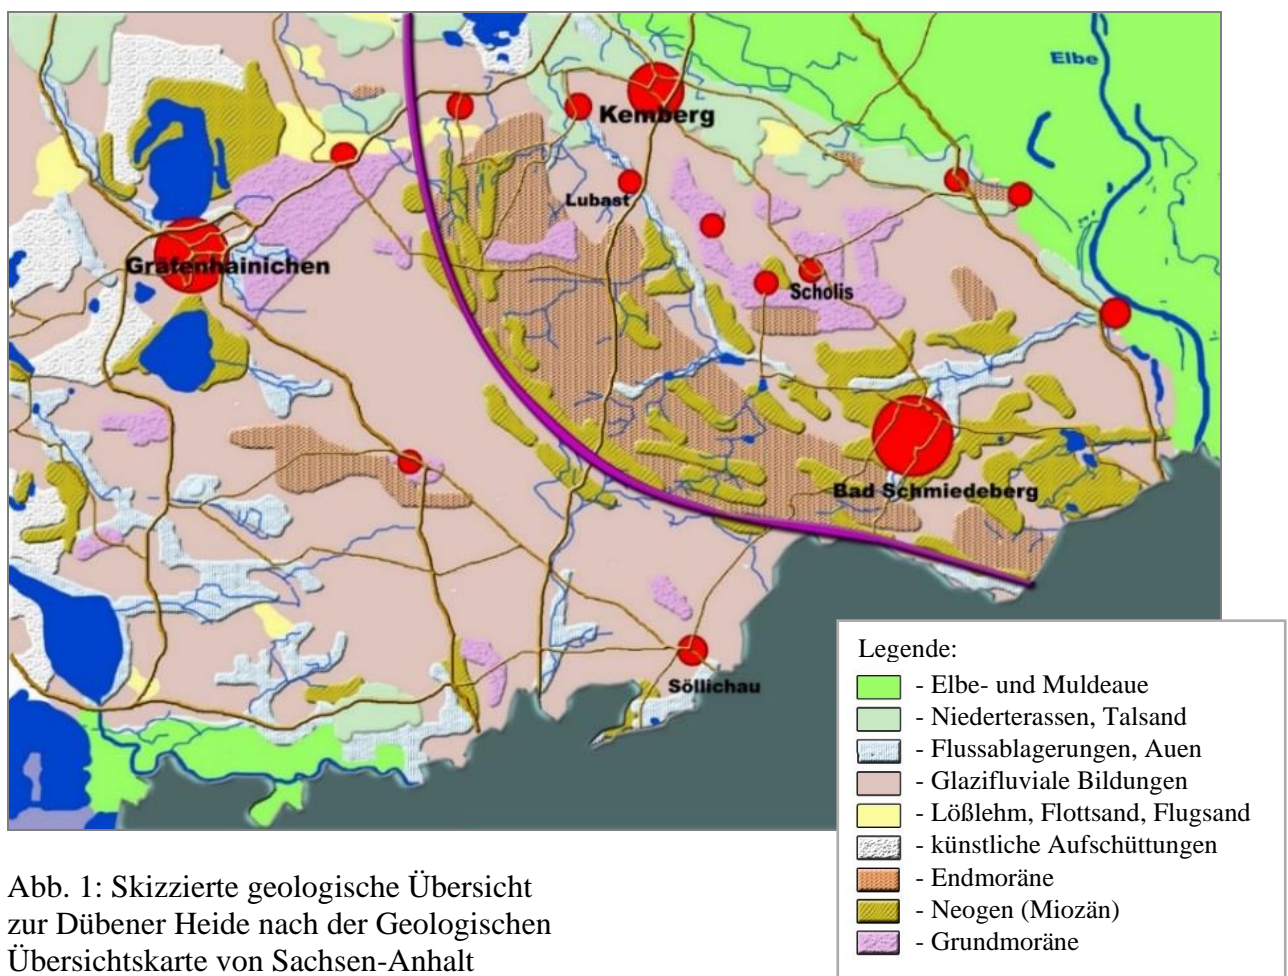 Elbe
Kemberg
Lubast
Gräfenhainichen
Scholis
Bad Schmiedeberg
Söllichau
Legende:
- Elbe- und Muldeaue
- Niederterassen, Talsand
- Flussablagerungen, Auen
- Glazifluviale Bildungen
- Lößlehm, Flottsand, Flugsand
- künstliche Aufschüttungen
- Endmoräne
- Neogen (Miozän)
- Grundmoräne
Abb. 1: Skizzierte geologische Übersicht
zur Dübener Heide nach der Geologischen
Übersichtskarte von Sachsen-Anhalt